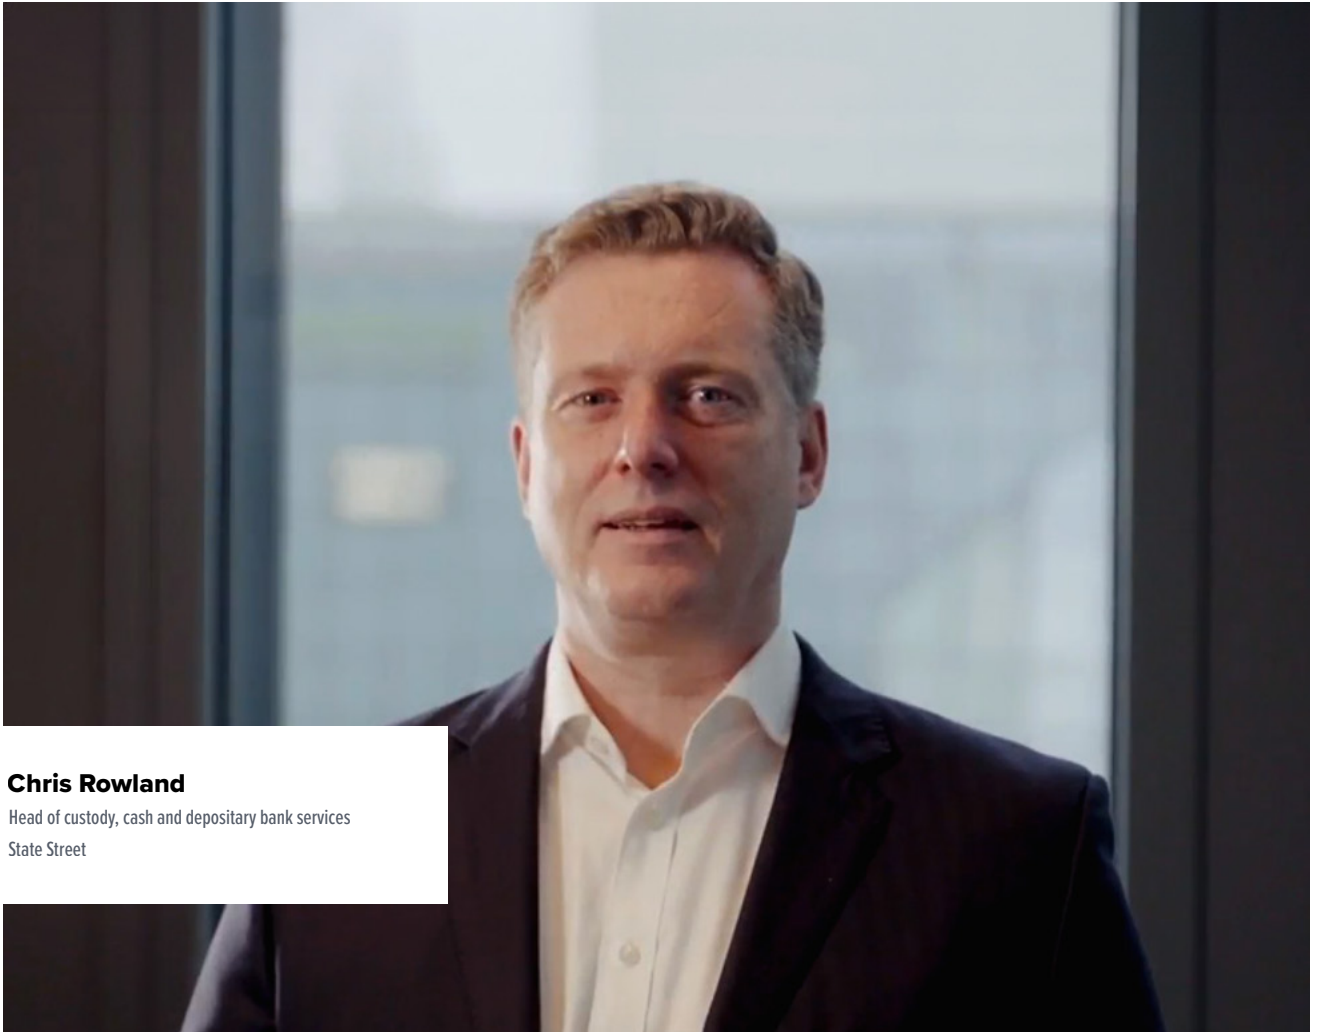 Chris Rowland
Head of custody, cash and depositary bank services
State Street